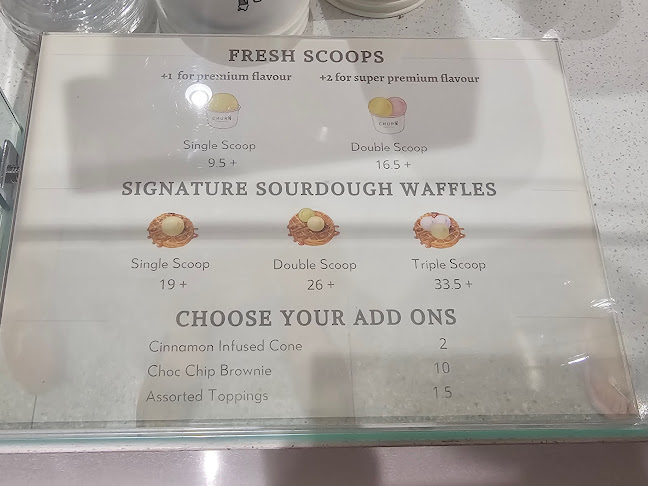 FRESH SCOOPS
+1 for premium flavour +2 for super premium flavour
Single Scoop Double Scoop
9.5 + 16.5 +
SIGNATURE SOURDOUGH WAFFLES
Single Scoop Double Scoop Triple Scoop
19 + 26 + 33.5 +
CHOOSE YOUR ADD ONS
Cinnamon Infused Cone 2
Choc Chip Brownie 10
Assorted Toppings 1.5